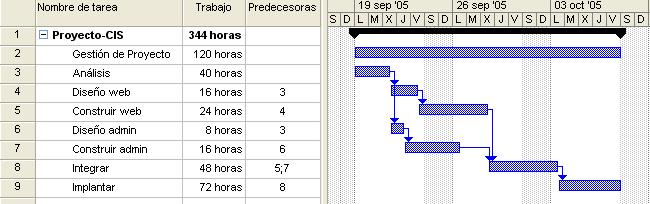 Nombre de tarea Trabajo Predecesoras 19 sep '05 26 sep '05 03 oct '05
S D L M X J V S D L M X J V S D L M X J V S D
1 Proyecto-CIS 344 horas
2 Gestión de Proyecto 120 horas
3 Análisis 40 horas
4 Diseño web 16 horas 3
5 Construir web 24 horas 4
6 Diseño admin 8 horas 3
7 Construir admin 16 horas 6
8 Integrar 48 horas 5;7
9 Implantar 72 horas 8